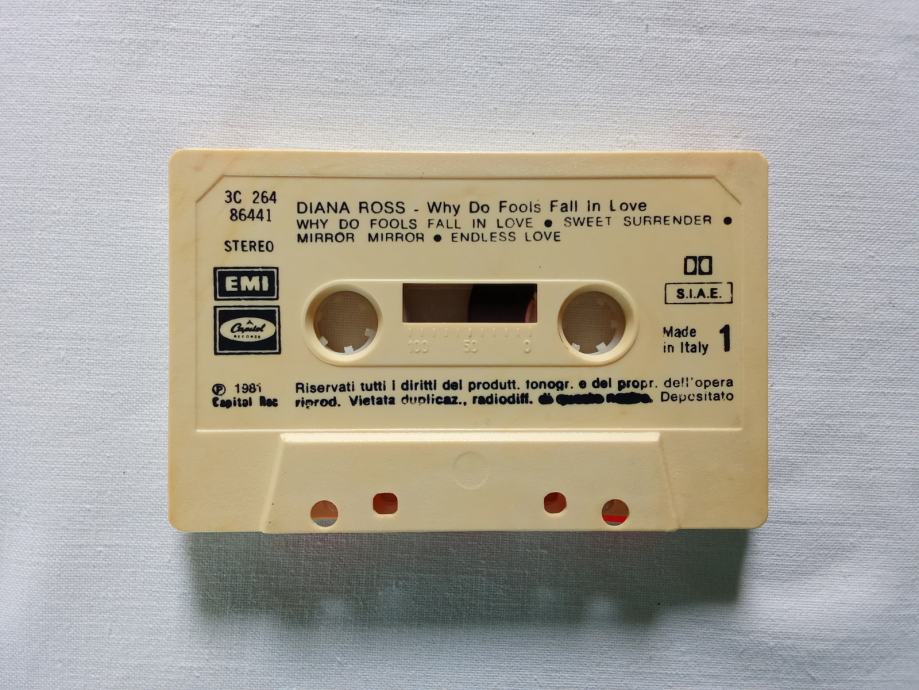 3C 264
86441
STEREO
EMI
Capitol
RECORDS
℗ 1981
Capitol Rec
DIANA ROSS - Why Do Fools Fall In Love
WHY DO FOOLS FALL IN LOVE ● SWEET SURRENDER ●
MIRROR MIRROR ● ENDLESS LOVE
100 50 0
S.I.A.E.
Made
in Italy 1
Riservati tutti i diritti del produtt. fonogr. e del propr. dell'opera
riprod. Vietata duplicaz., radiodiff. Depositato